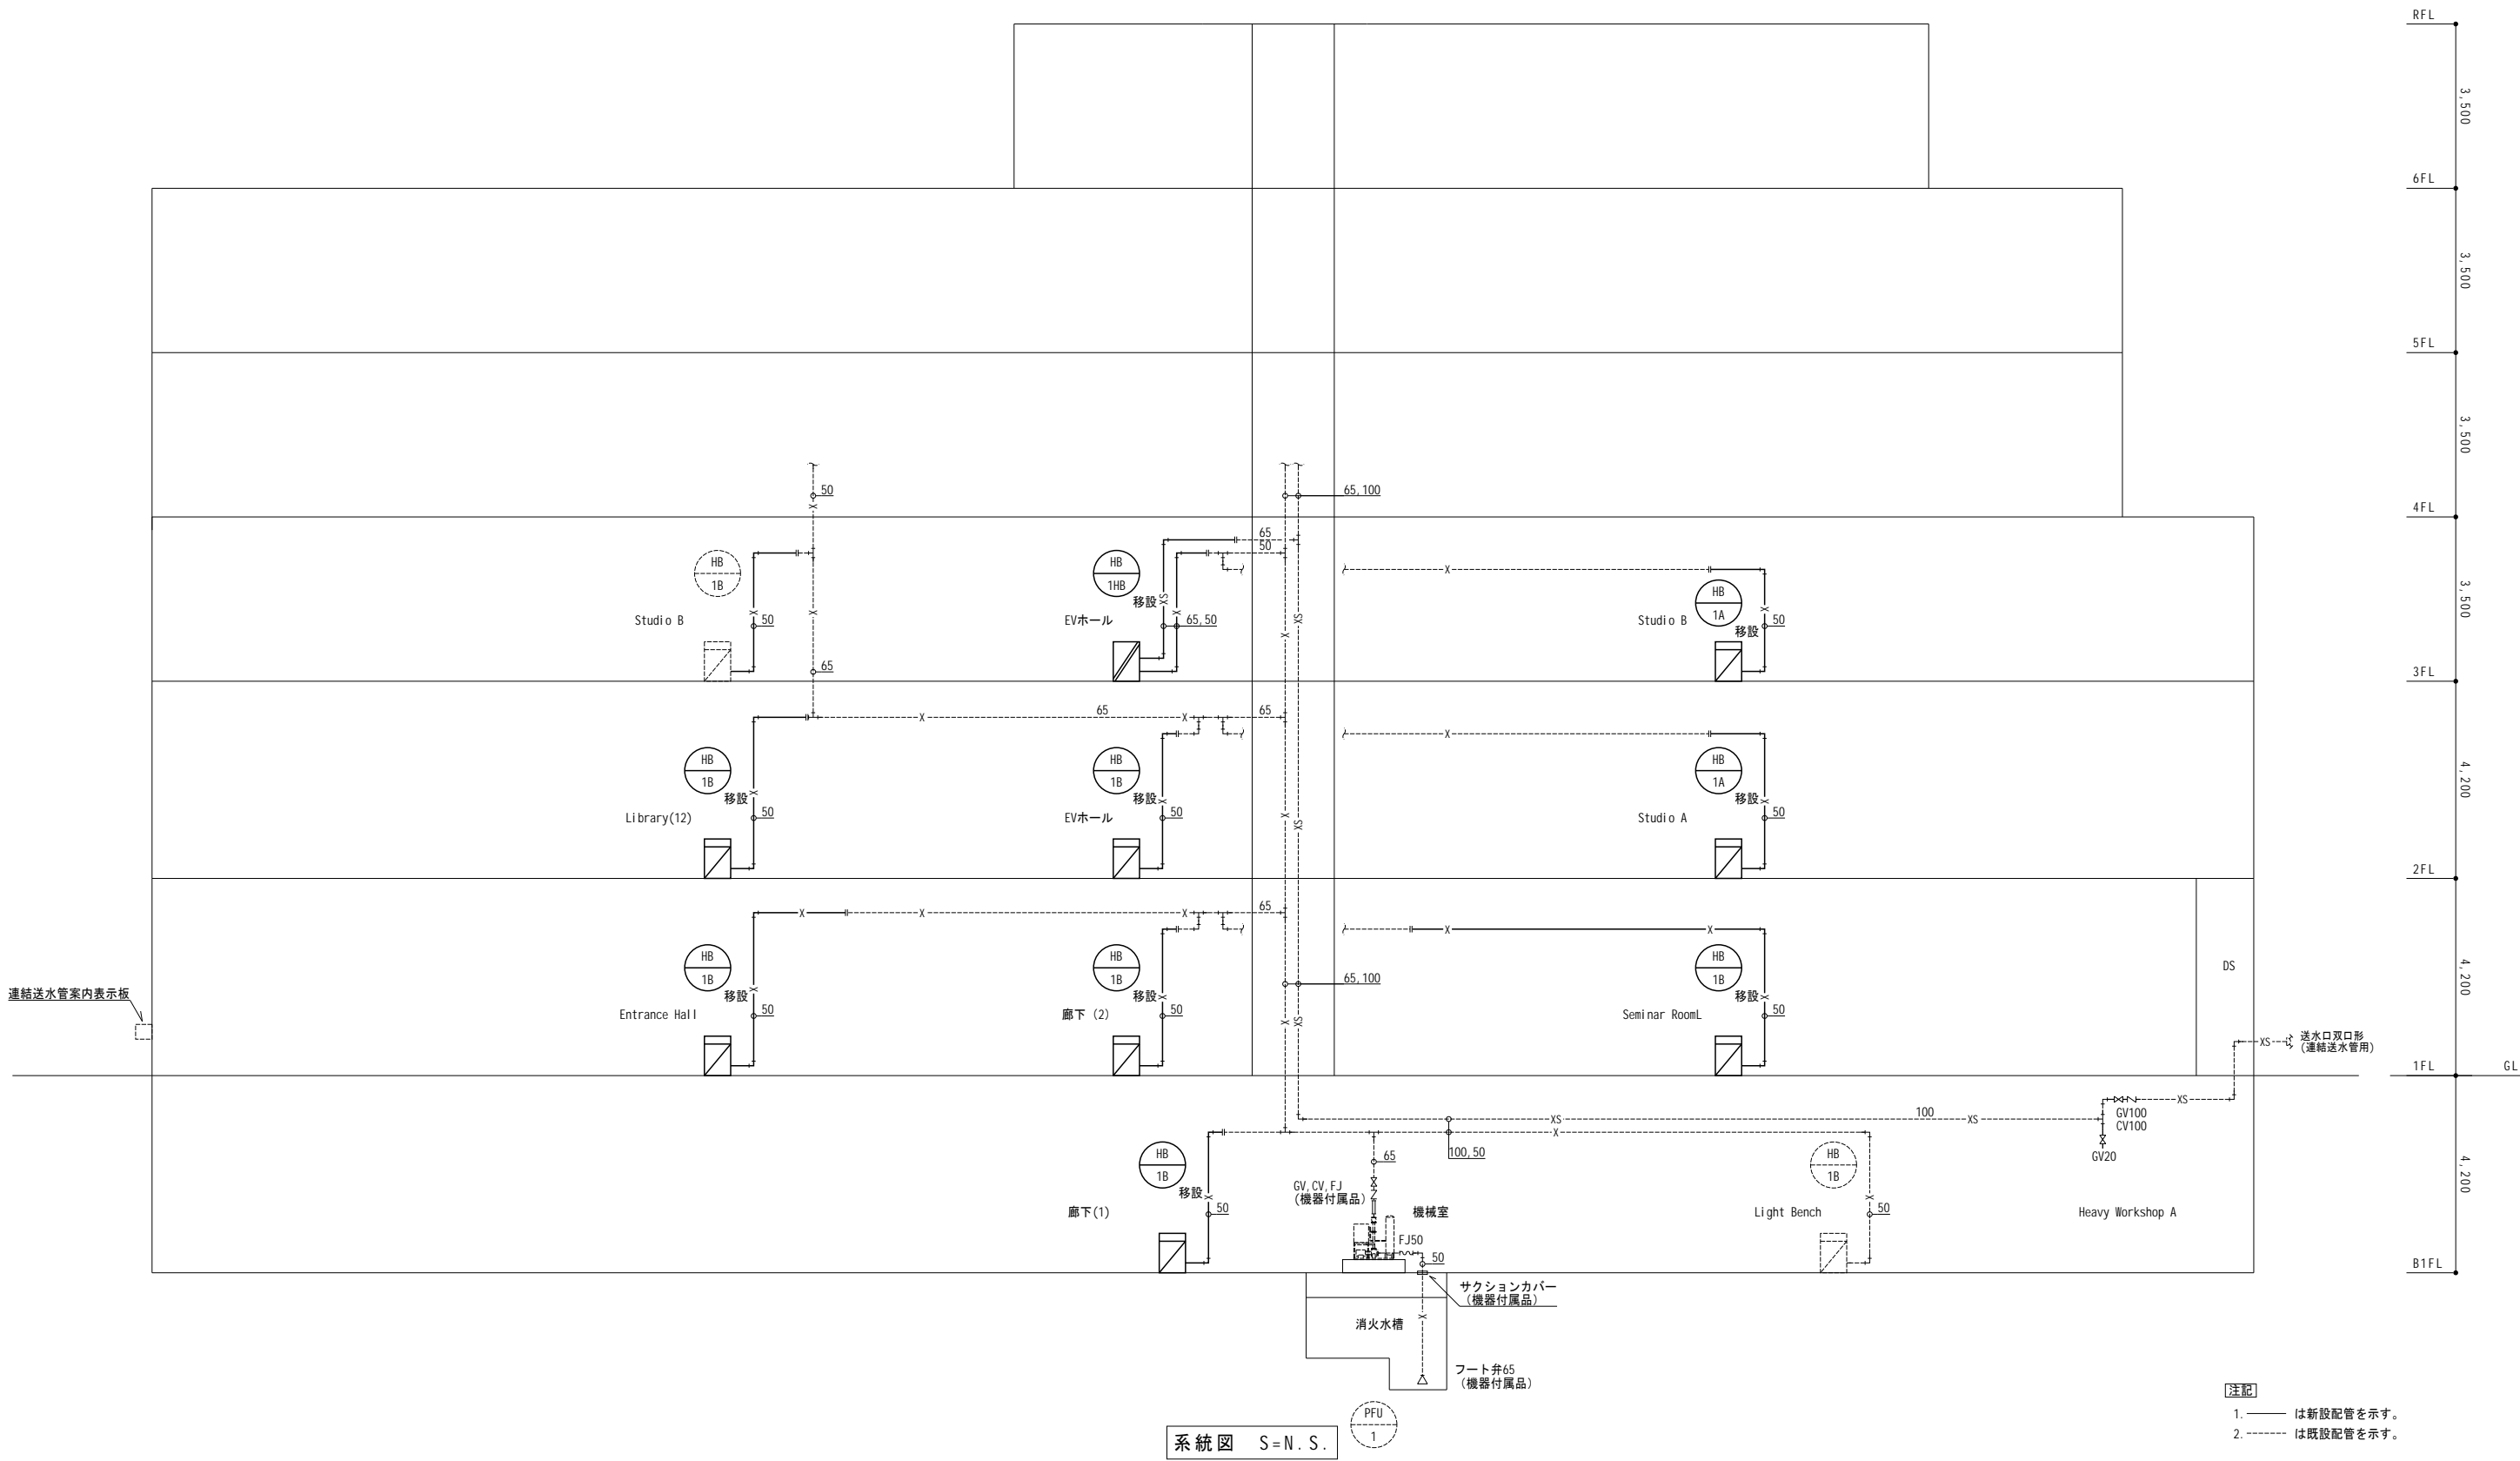 RFL
3,500
6FL
3,500
5FL
3,500
50
65,100
4FL
65
50
HB
1B
HB
1HB
X
HB
1A
移設
XS
X
X
X
X
XS
3,500
Studio B
50
EVホール
65,50
Studio B
移設
50
X
65
3FL
X
65
X
65
X
HB
1B
HB
1B
HB
1A
4,200
移設
X
移設
X
移設
X
Library(12)
50
EVホール
50
X
XS
Studio A
50
2FL
X
X
X
65
X
X
HB
1B
HB
1B
HB
1B
DS
4,200
65,100
連結送水管案内表示板
移設
X
移設
X
移設
X
Entrance Hall
50
廊下（2）
50
X
XS
Seminar RoomL
50
XS
送水口双口形
(連結送水管用)
1FL
GL
XS
XS
100
XS
GV100
CV100
X
HB
1B
65
100,50
HB
1B
GV20
4,200
移設
X
GV,CV,FJ
(機器付属品)
X
廊下(1)
50
機械室
Light Bench
50
Heavy Workshop A
FJ50
50
B1FL
サクションカバー
（機器付属品）
消火水槽
X
フート弁65
（機器付属品）
注記
PFU
1
1. は新設配管を示す。
2. は既設配管を示す。
系統図 S=N.S.